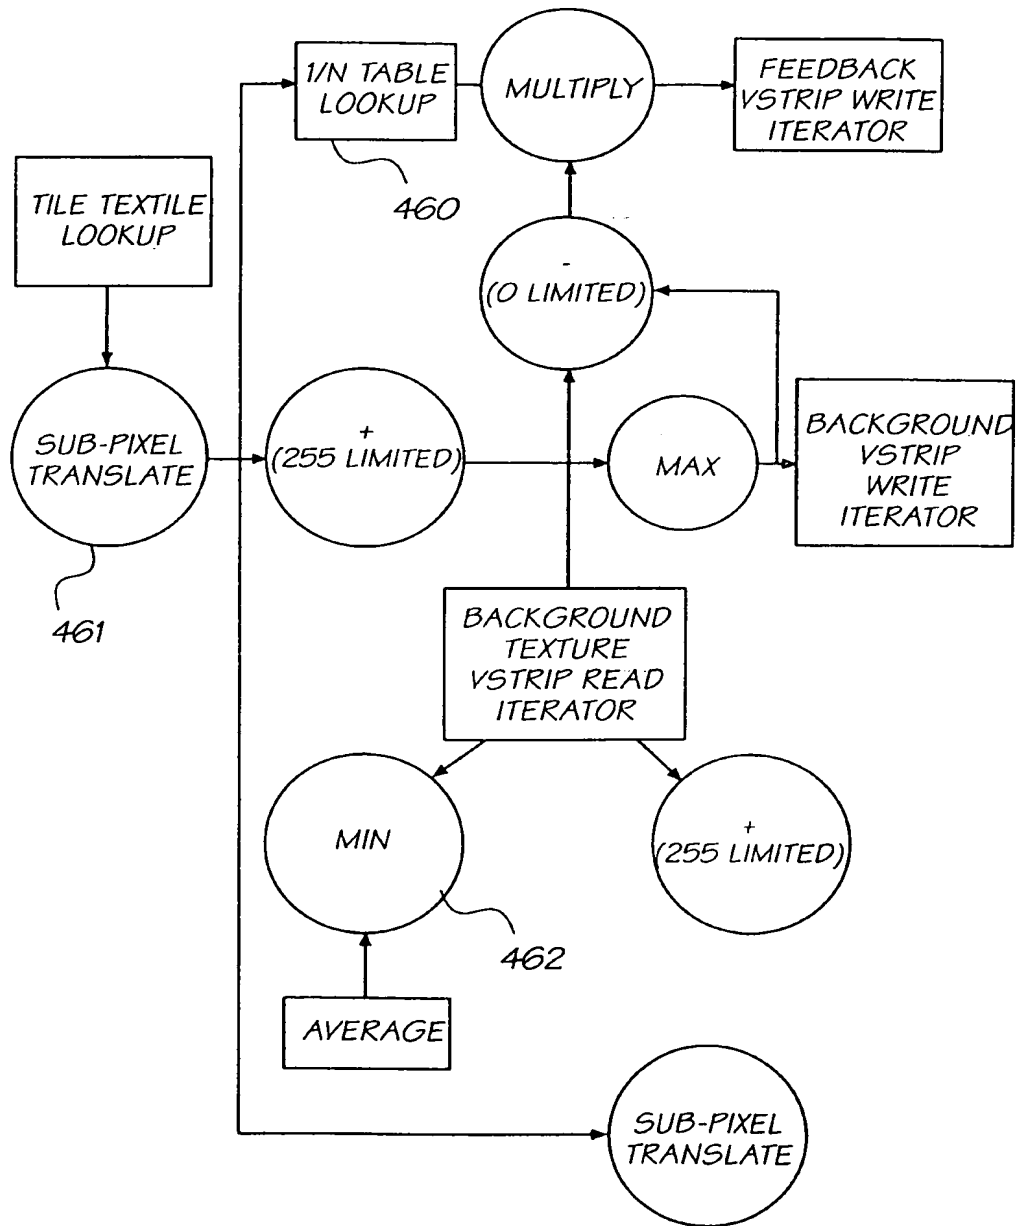 1/N TABLE
LOOKUP
MULTIPLY
FEEDBACK
VSTRIP WRITE
ITERATOR
460
TILE TEXTILE
LOOKUP
-
(0 LIMITED)
SUB-PIXEL
TRANSLATE
+
(255 LIMITED)
MAX
BACKGROUND
VSTRIP
WRITE
ITERATOR
461
BACKGROUND
TEXTURE
VSTRIP READ
ITERATOR
MIN
+
(255 LIMITED)
462
AVERAGE
SUB-PIXEL
TRANSLATE